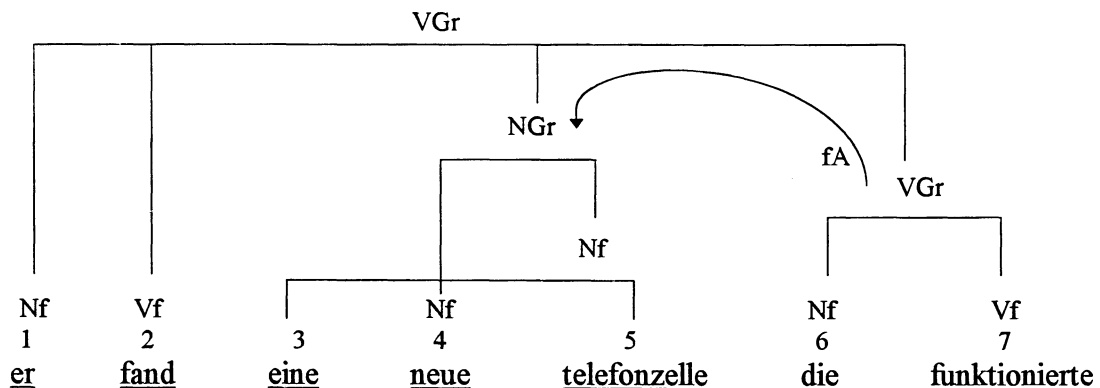 VGr
NGr
fA
VGr
Nf
Nf Vf Nf Nf Vf
1 2 3 4 5 6 7
er fand eine neue telefonzelle die funktionierte